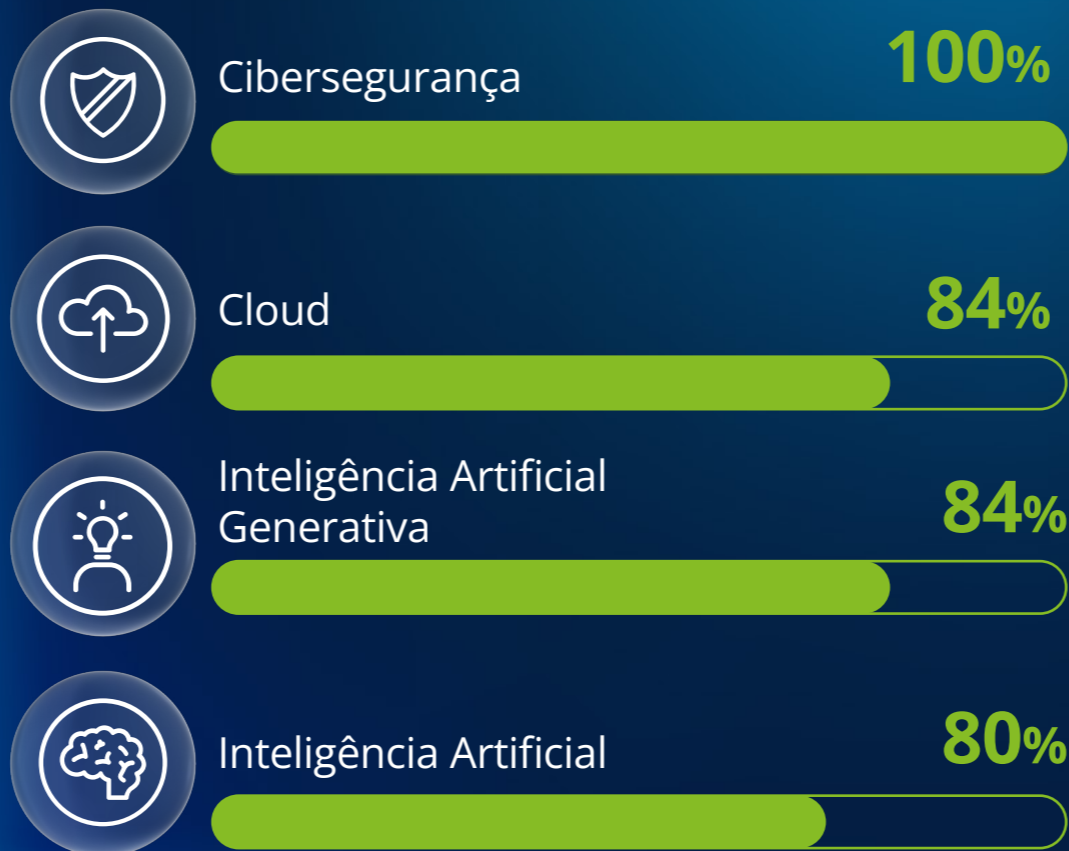 Cibersegurança 100%
Cloud 84%
Inteligência Artificial
Generativa 84%
Inteligência Artificial 80%